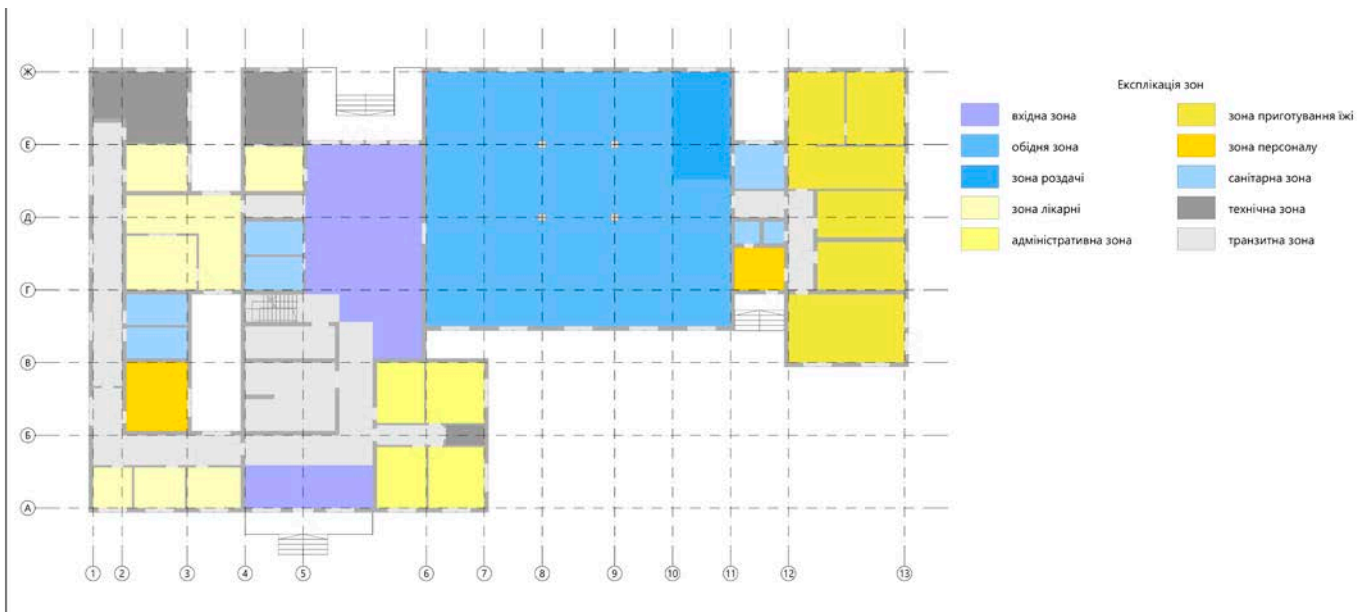 Ж
Експлікація зон
вхідна зона
зона приготування їжі
Е
обідня зона
зона персоналу
зона роздачі
санітарна зона
Д
зона лікарні
технічна зона
адміністративна зона
транзитна зона
Г
В
Б
А
1 2 3 4 5 6 7 8 9 10 11 12 13